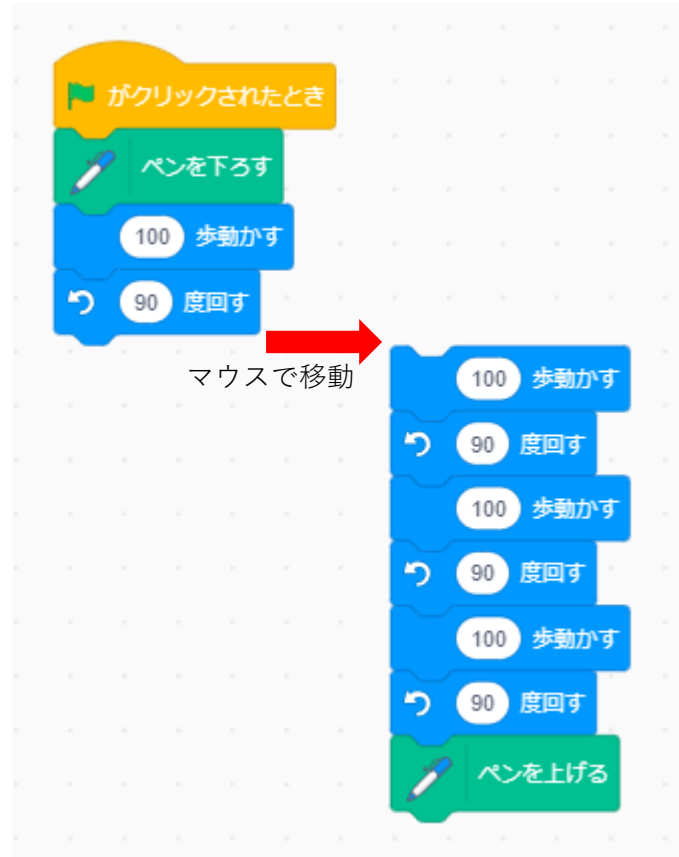 がクリックされたとき
ペンを下ろす
100 歩動かす
90 度回す
マウスで移動
100 歩動かす
90 度回す
100 歩動かす
90 度回す
100 歩動かす
90 度回す
ペンを上げる